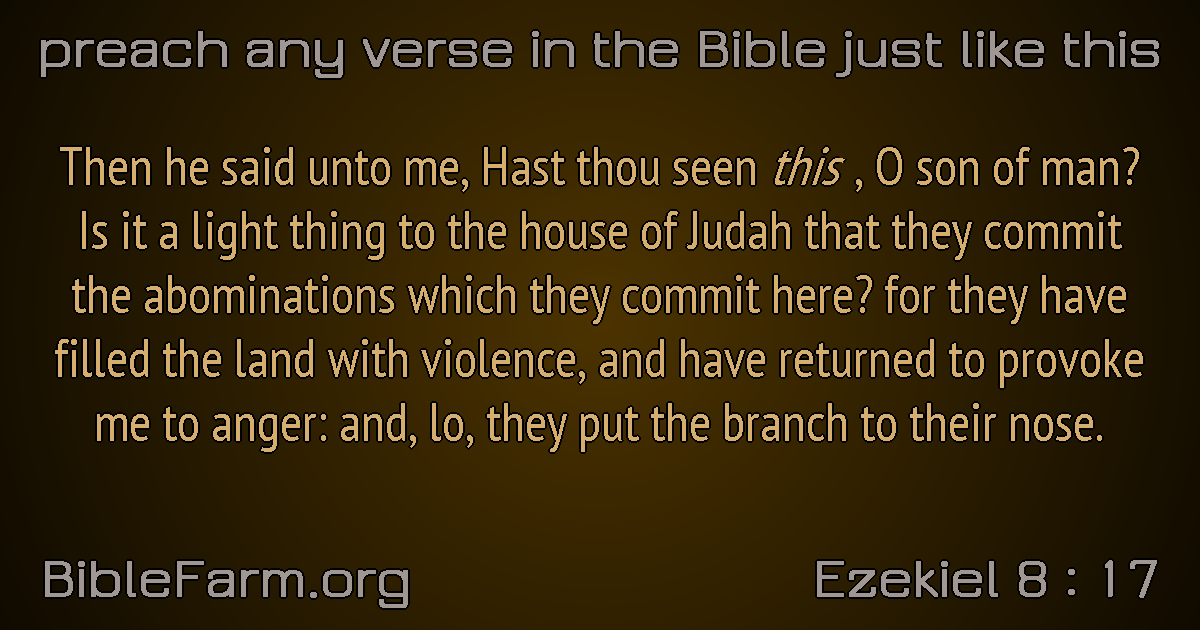 preach any verse in the Bible just like this
Then he said unto me, Hast thou seen this , O son of man?
Is it a light thing to the house of Judah that they commit
the abominations which they commit here? for they have
filled the land with violence, and have returned to provoke
me to anger: and, lo, they put the branch to their nose.
BibleFarm.org
Ezekiel 8 : 17